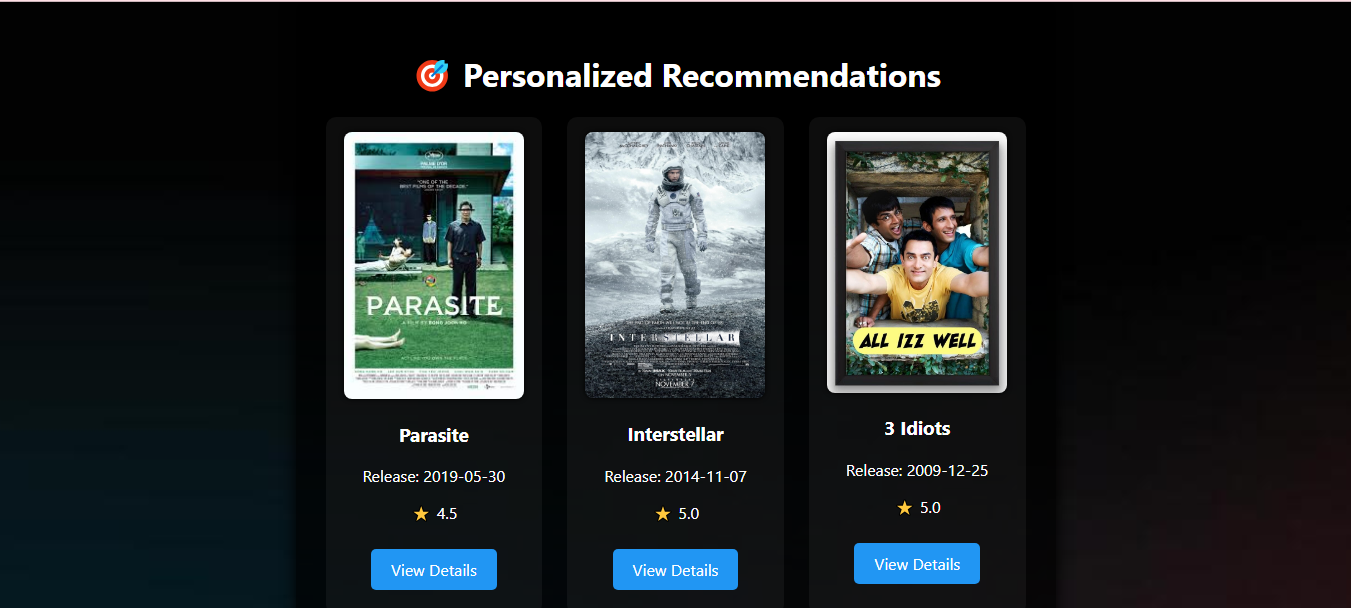 🎯 Personalized Recommendations
PALME D'OR
"ONE OF THE
BEST FILMS OF THE DECADE."
PARASITE
A FILM BY BONG JOON HO
INTERSTELLAR
NOVEMBER 7
ALL IZZ WELL
Parasite
Release: 2019-05-30
★ 4.5
View Details
Interstellar
Release: 2014-11-07
★ 5.0
View Details
3 Idiots
Release: 2009-12-25
★ 5.0
View Details